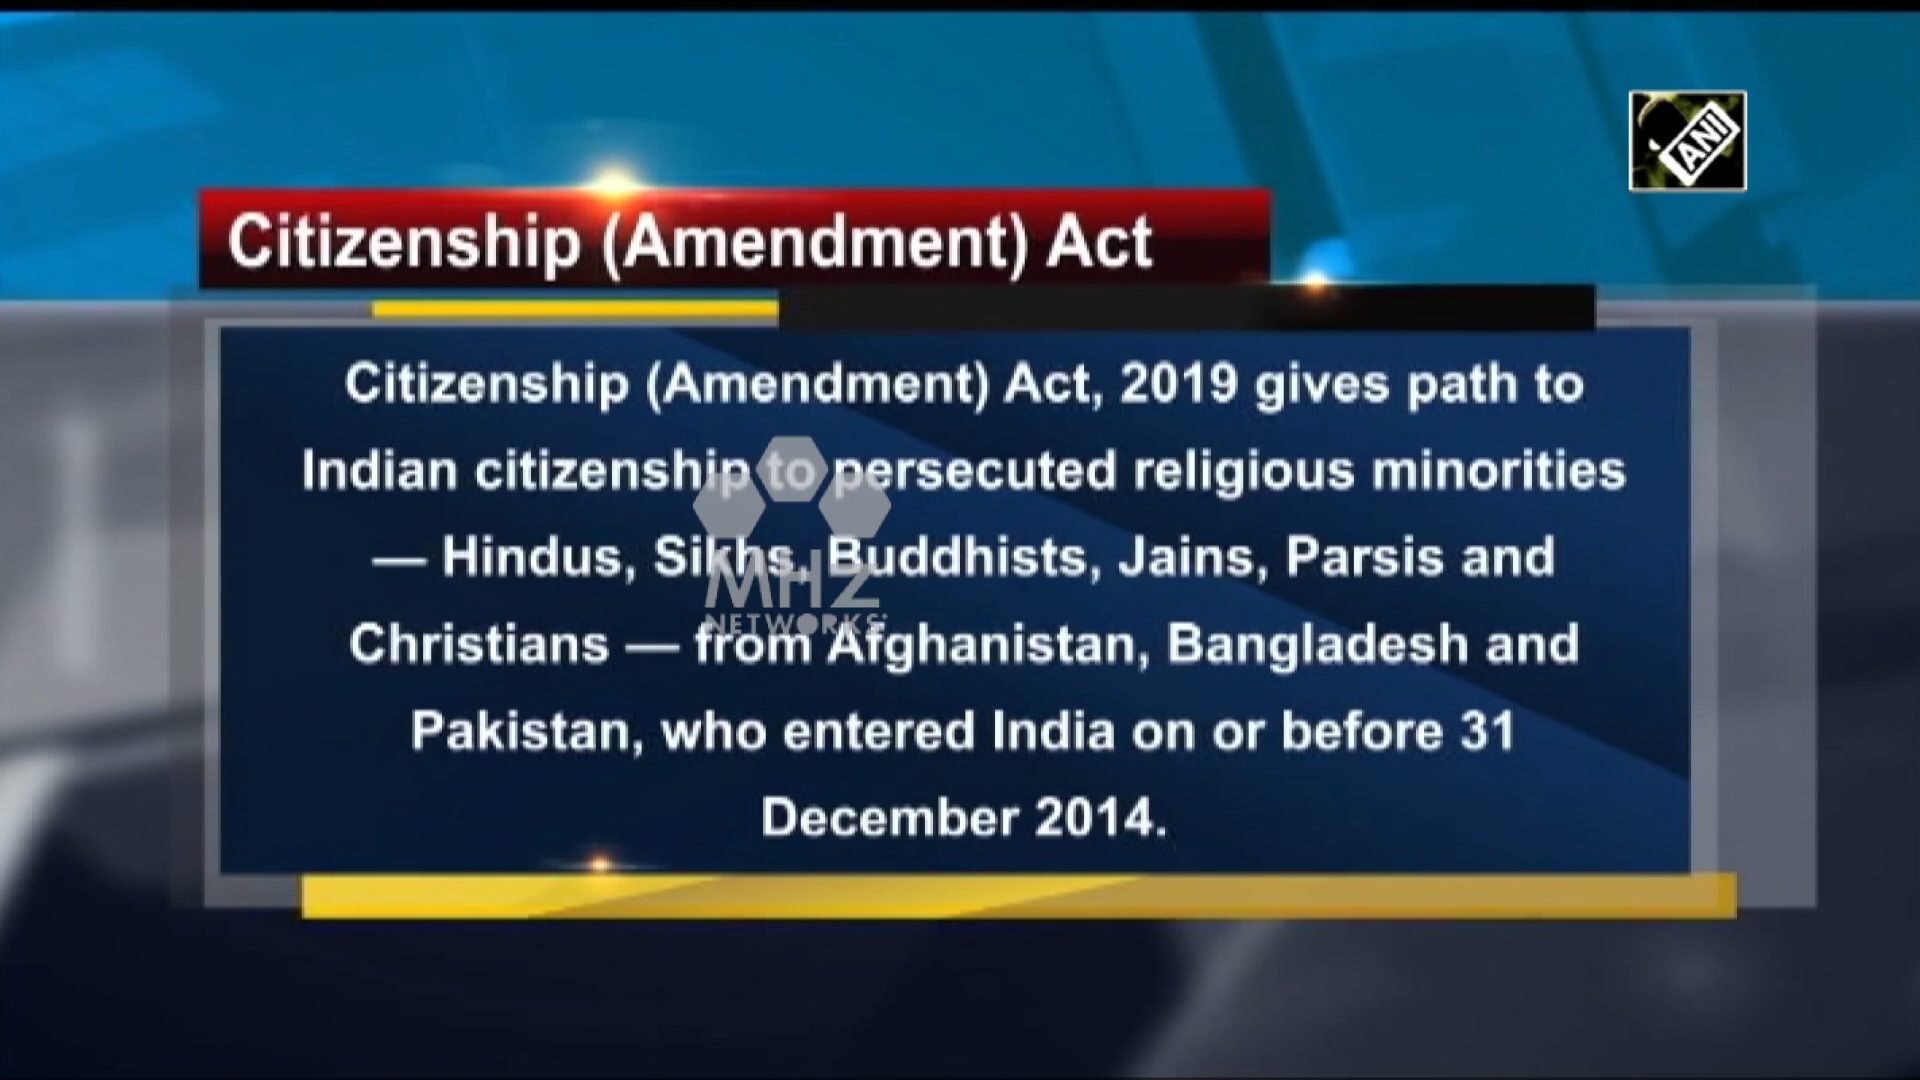 ANI
Citizenship (Amendment) Act
Citizenship (Amendment) Act, 2019 gives path to
Indian citizenship to persecuted religious minorities
— Hindus, Sikhs, Buddhists, Jains, Parsis and
Christians — from Afghanistan, Bangladesh and
Pakistan, who entered India on or before 31
December 2014.
MHZ
NETWORKS